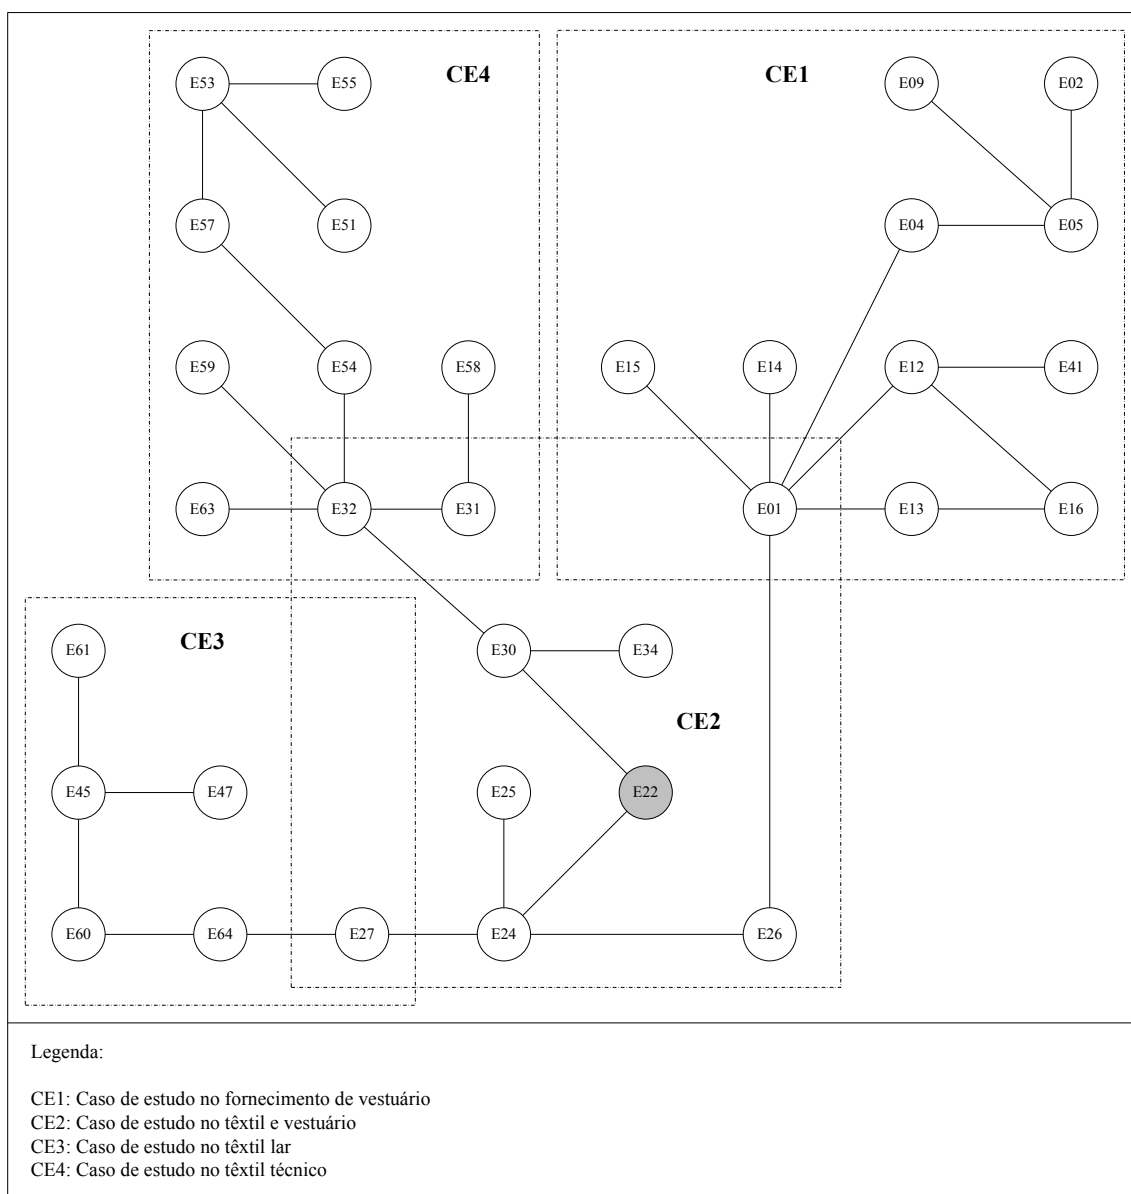 E53
E55
CE4
CE1
E09
E02
E57
E51
E04
E05
E59
E54
E58
E15
E14
E12
E41
E63
E32
E31
E01
E13
E16
E61
CE3
E30
E34
CE2
E45
E47
E25
E22
E60
E64
E27
E24
E26
Legenda:
CE1: Caso de estudo no fornecimento de vestuário
CE2: Caso de estudo no têxtil e vestuário
CE3: Caso de estudo no têxtil lar
CE4: Caso de estudo no têxtil técnico